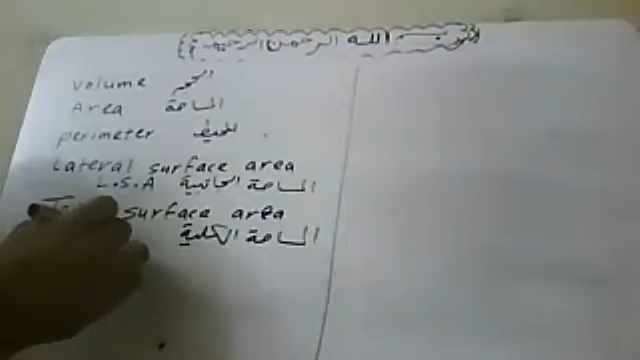 بسم الله الرحمن الرحيم
Volume الحجم
Area المساحة
perimeter المحيط
Lateral surface area
L.S.A المساحة الجانبية
surface area
المساحة الكلية